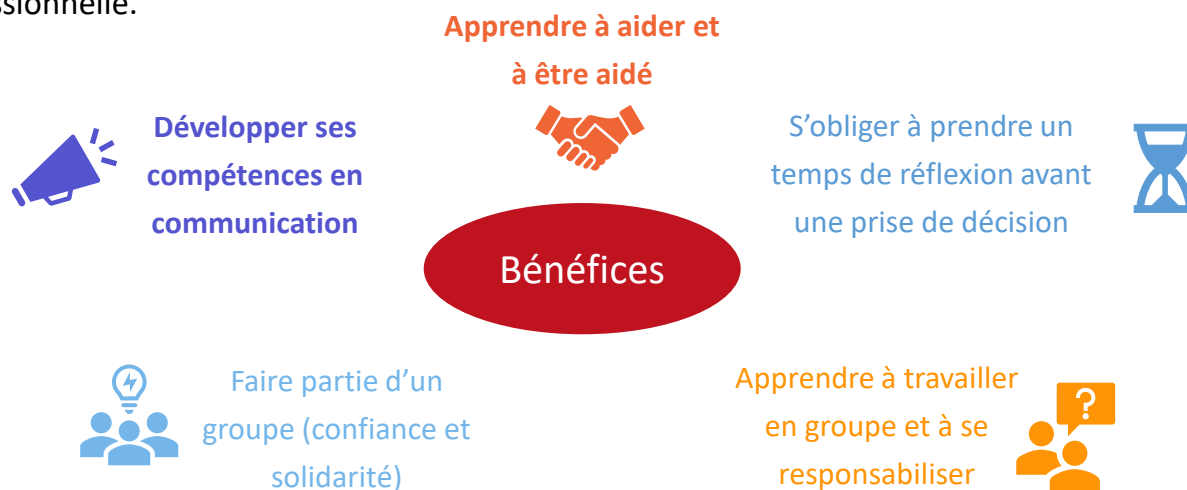 ssionnelle.
Apprendre à aider et
à être aidé
Développer ses
compétences en
communication
S’obliger à prendre un
temps de réflexion avant
une prise de décision
Bénéfices
Faire partie d’un
groupe (confiance et
solidarité)
Apprendre à travailler
en groupe et à se
responsabiliser
?